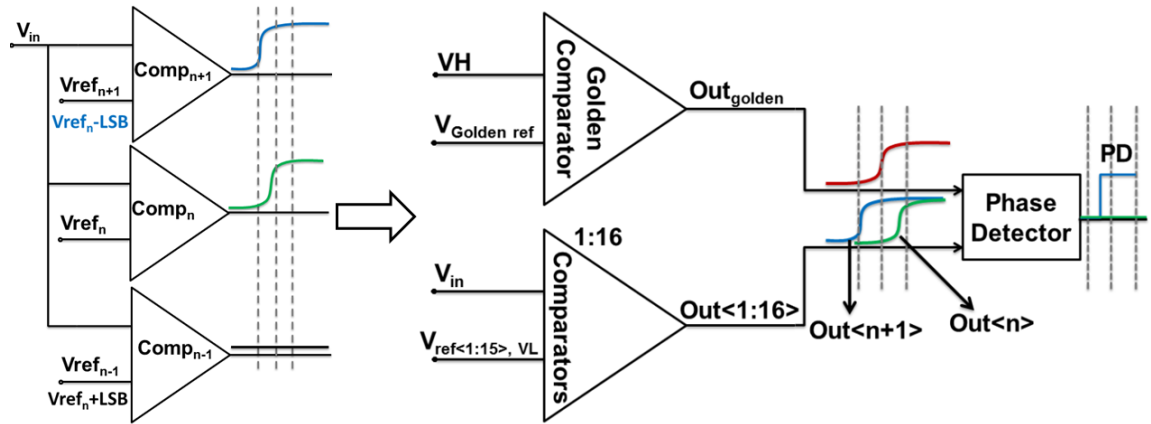 Vin
Vrefn+1
Vrefn-LSB
Compn+1
Vrefn
Compn
Vrefn-1
Vrefn+LSB
Compn-1
VH
VGolden ref
Golden
Comparator
Outgolden
Vin
Vref<1:15>, VL
1:16
Comparators
Out<1:16>
Out<n+1>
Out<n>
Phase
Detector
PD